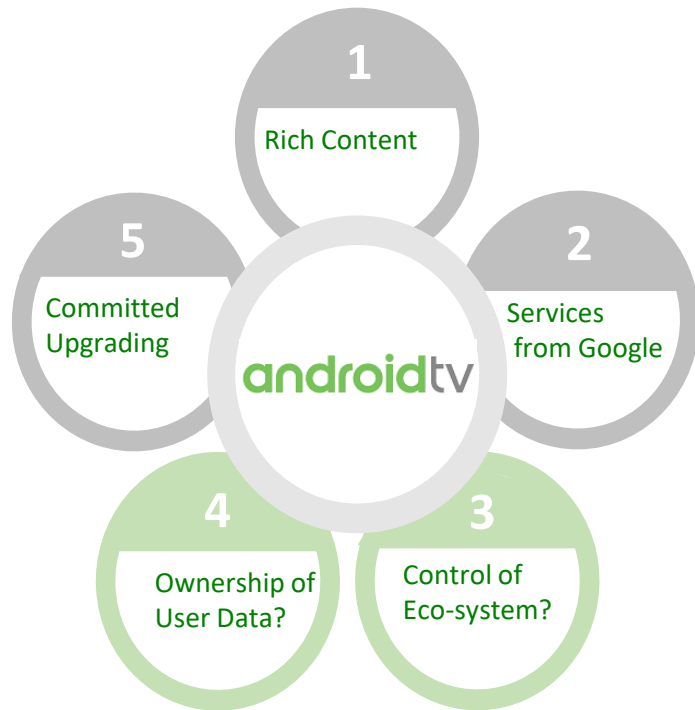 1
Rich Content
2
Services
from Google
3
Control of
Eco-system?
4
Ownership of
User Data?
5
Committed
Upgrading
androidtv